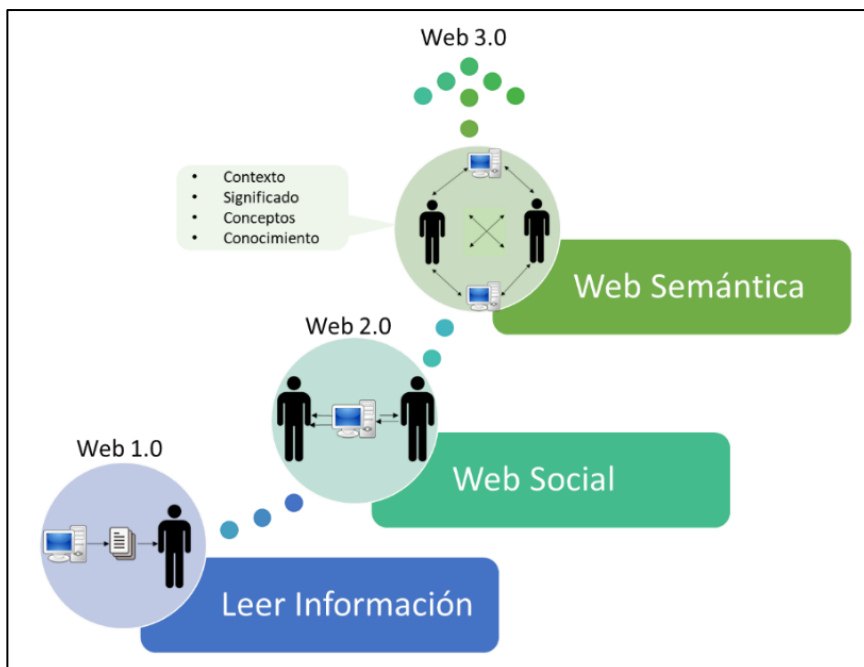 Web 3.0
• Contexto
• Significado
• Conceptos
• Conocimiento
Web Semántica
Web 2.0
Web Social
Web 1.0
Leer Información